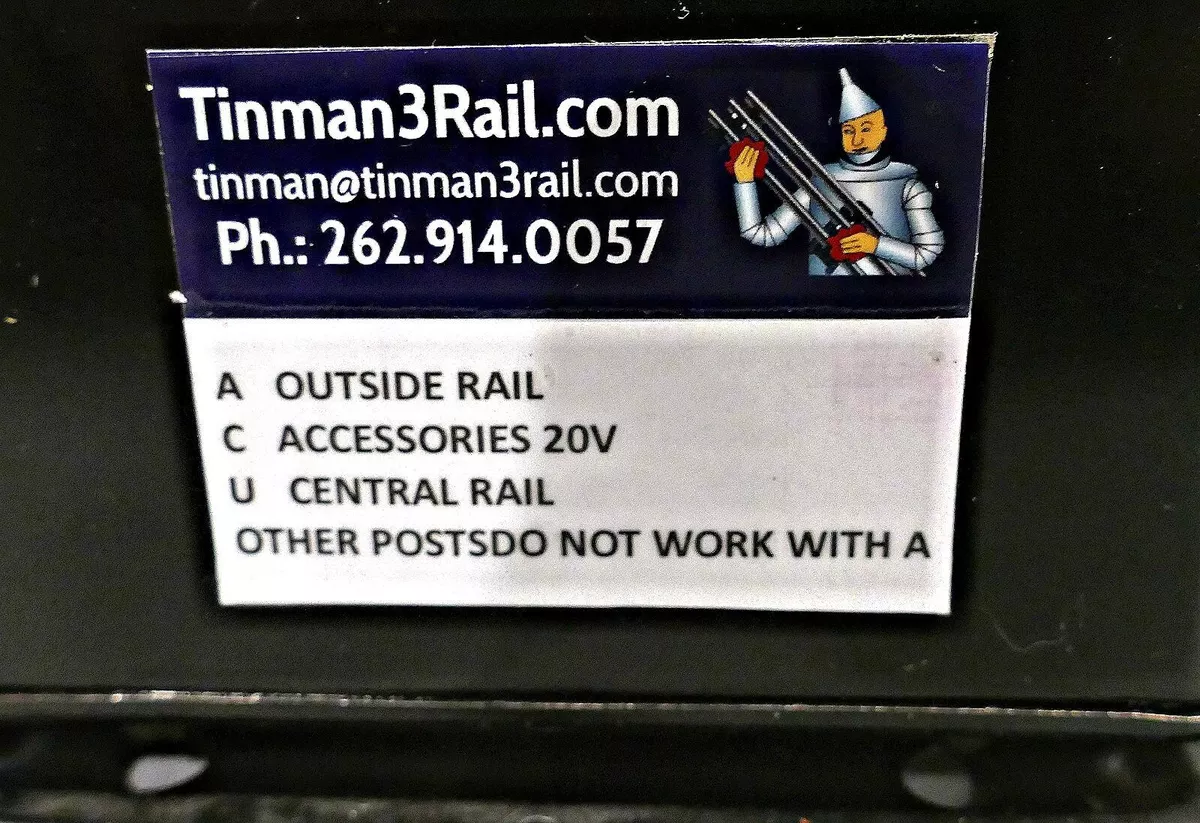 Tinman3Rail.com
tinman@tinman3rail.com
Ph.: 262.914.0057
A OUTSIDE RAIL
C ACCESSORIES 20V
U CENTRAL RAIL
OTHER POSTSDO NOT WORK WITH A